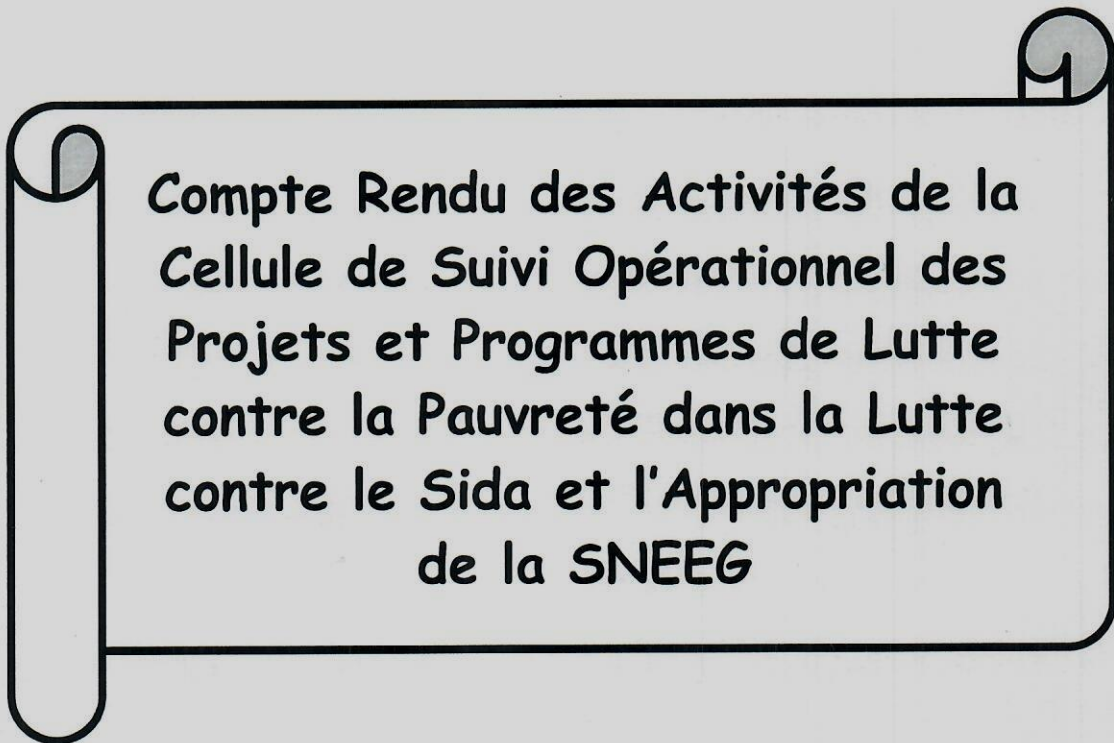 Compte Rendu des Activités de la
Cellule de Suivi Opérationnel des
Projets et Programmes de Lutte
contre la Pauvreté dans la Lutte
contre le Sida et l'Appropriation
de la SNEEG